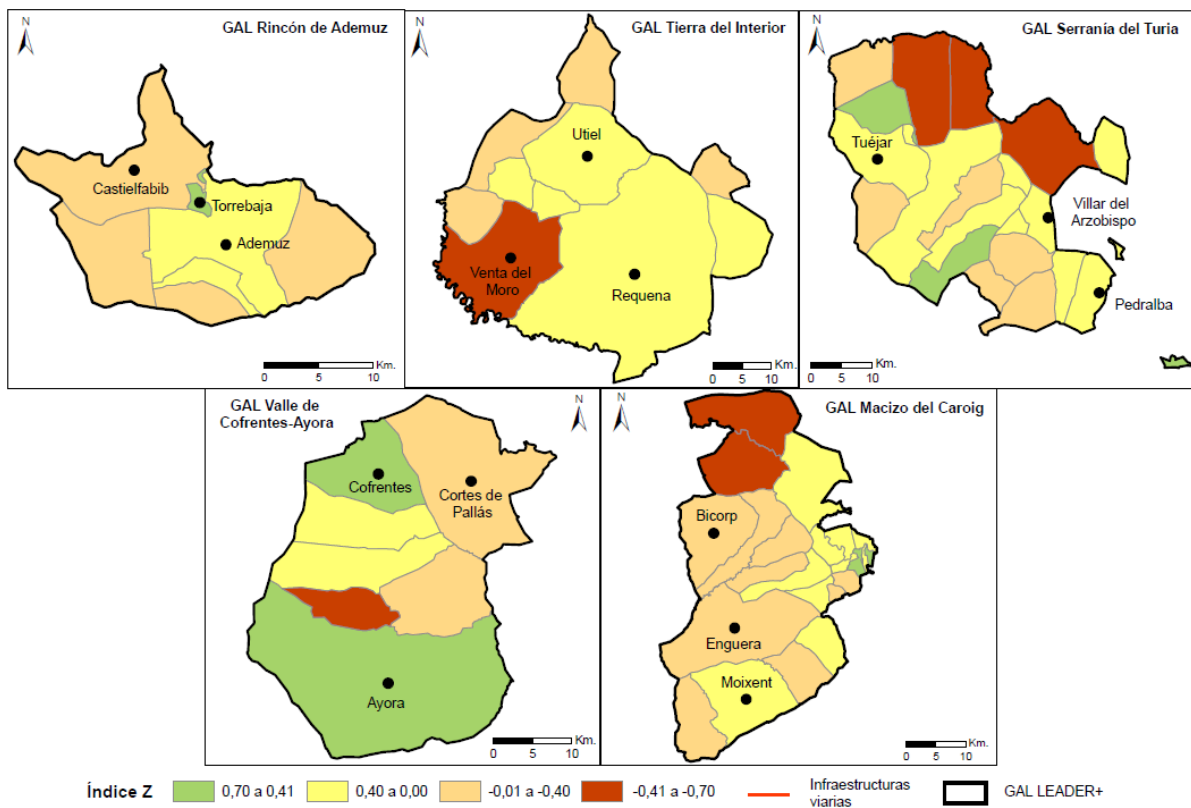 N
GAL Rincón de Ademuz
Castielfabib
Torrebaja
Ademuz
Km.
0 5 10
N
GAL Tierra del Interior
Utiel
Venta del
Moro
Requena
Km.
0 5 10
N
GAL Serranía del Turia
Tuéjar
Villar del
Arzobispo
Pedralba
Km.
0 5 10
GAL Valle de
Cofrentes-Ayora
N
Cofrentes
Cortes de
Pallás
Ayora
Km.
0 5 10
N
GAL Macizo del Caroig
Bicorp
Enguera
Moixent
Km.
0 5 10
Índice Z 0,70 a 0,41 0,40 a 0,00 -0,01 a -0,40 -0,41 a -0,70 Infraestructuras
viarias
GAL LEADER+